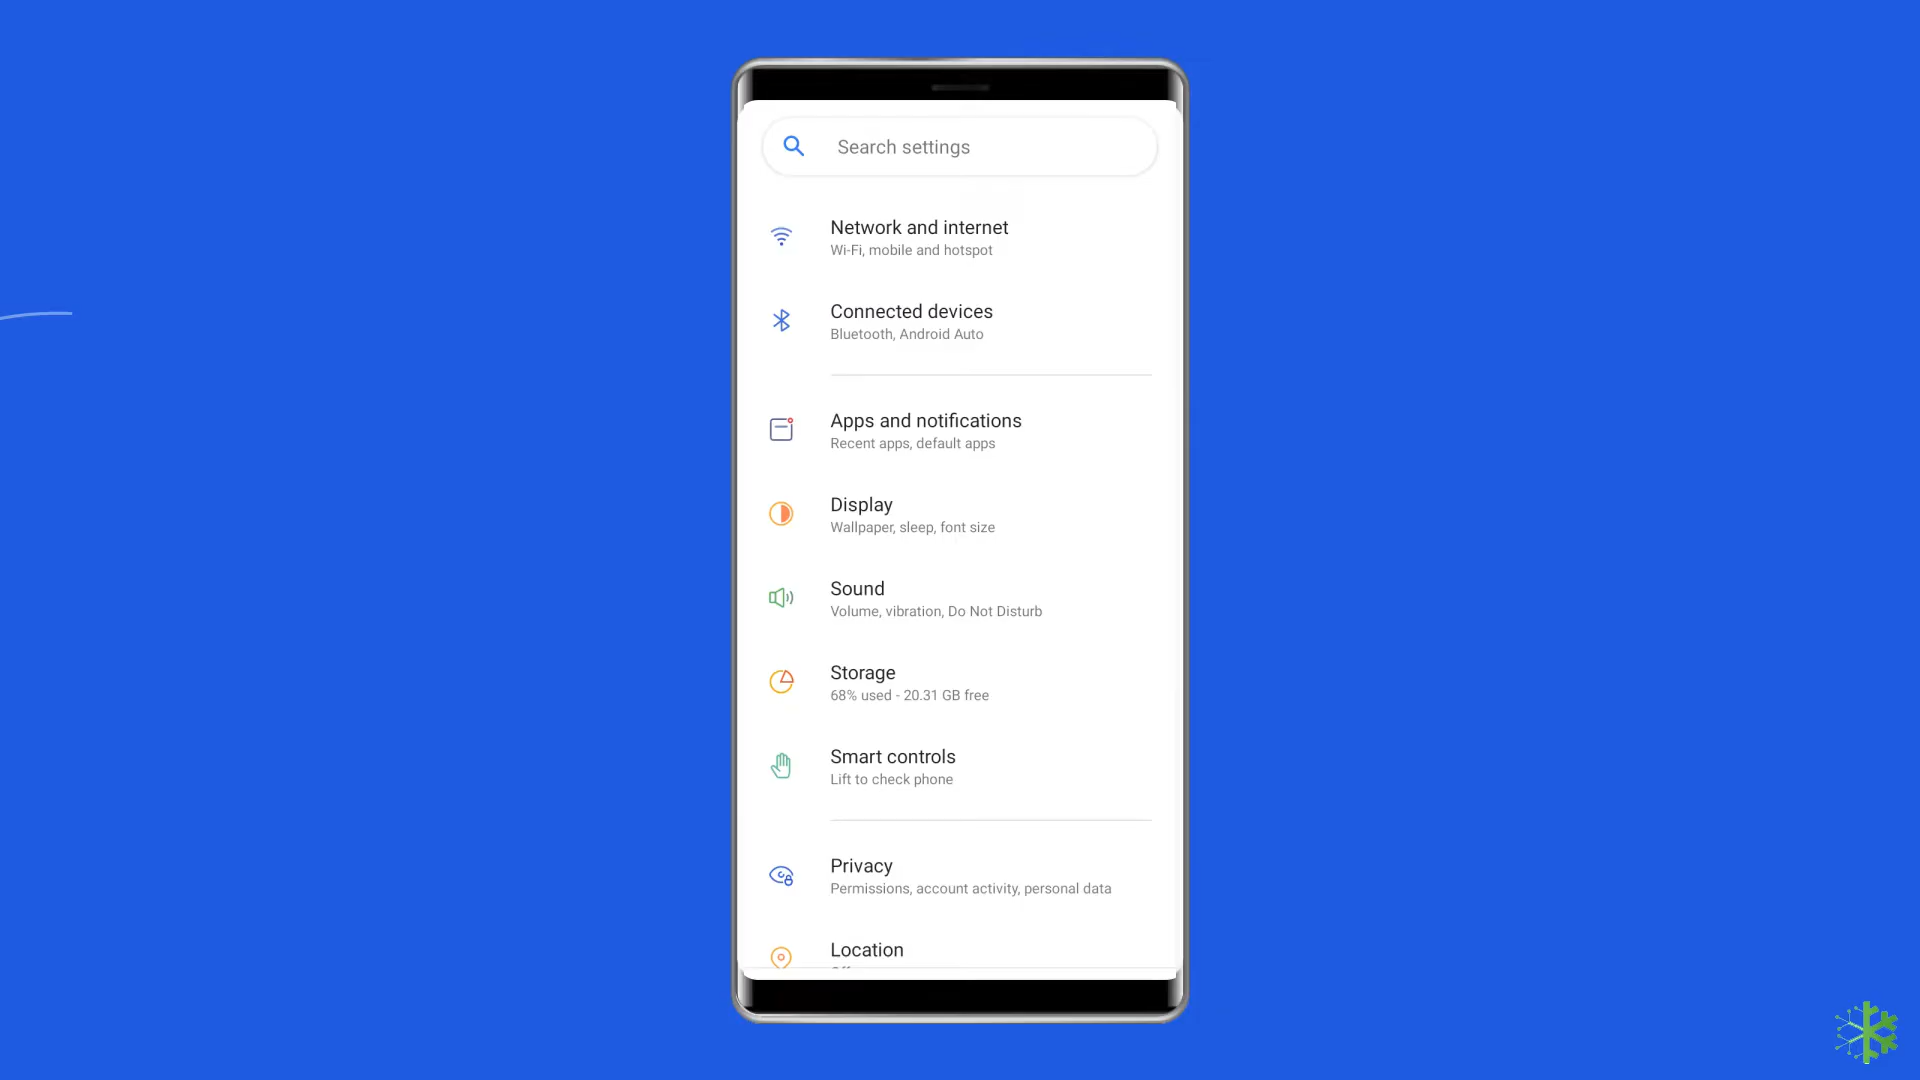 Search settings
Network and internet
Wi-Fi, mobile and hotspot
Connected devices
Bluetooth, Android Auto
Apps and notifications
Recent apps, default apps
Display
Wallpaper, sleep, font size
Sound
Volume, vibration, Do Not Disturb
Storage
68% used - 20.31 GB free
Smart controls
Lift to check phone
Privacy
Permissions, account activity, personal data
Location